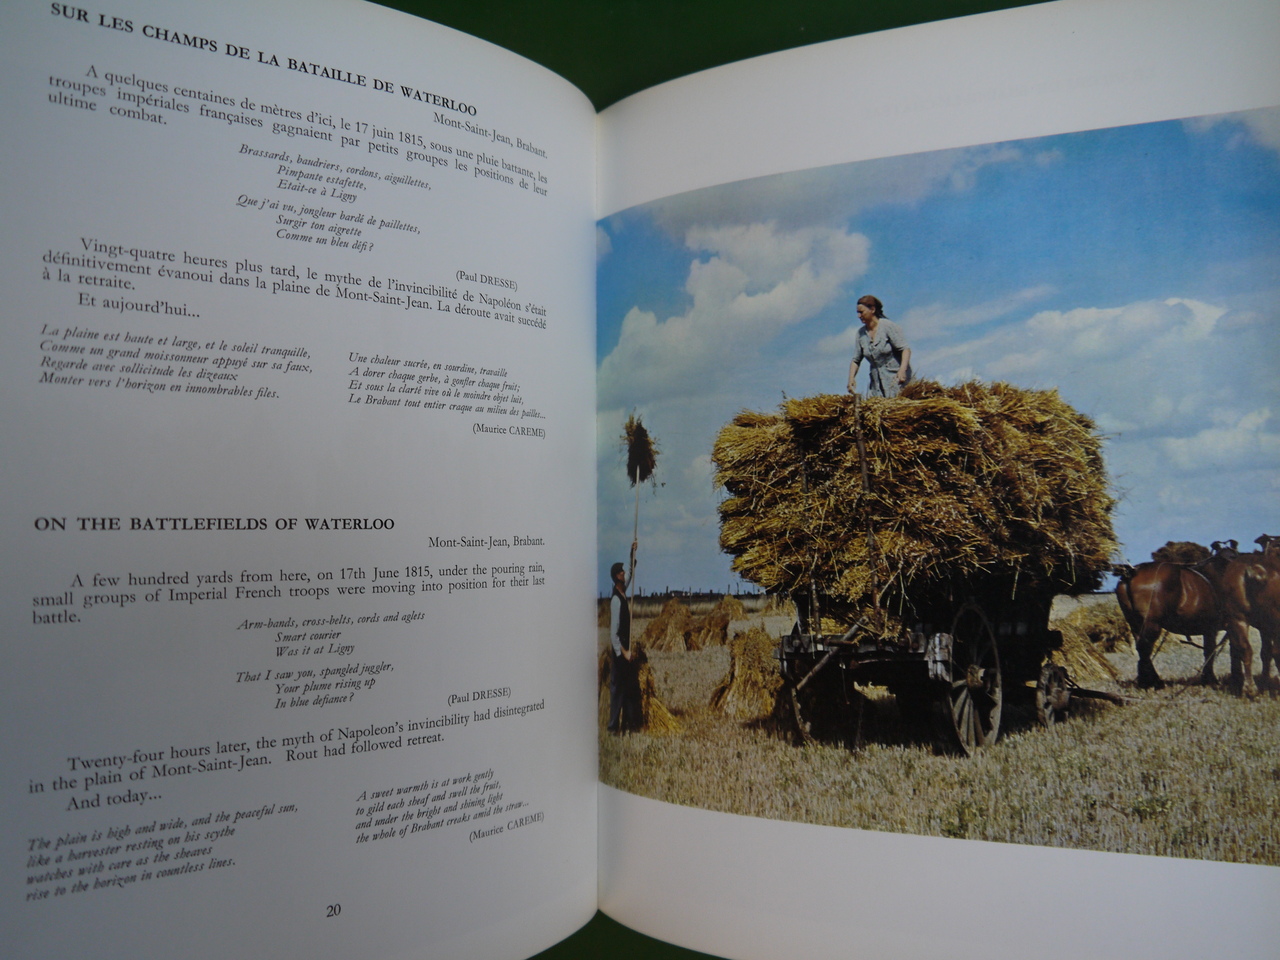 SUR LES CHAMPS DE LA BATAILLE DE WATERLOO
Mont-Saint-Jean, Brabant.
A quelques centaines de mètres d'ici, le 17 juin 1815, sous une pluie battante, les
troupes impériales françaises gagnaient par petits groupes les positions de leur
ultime combat.
Brassards, baudriers, cordons, aiguillettes,
Pimpante estafette,
Etait-ce à Ligny
Que j'ai vu, jongleur bardé de paillettes,
Surgir ton aigrette
Comme un bleu défi?
(Paul DRESSE)
Vingt-quatre heures plus tard, le mythe de l'invincibilité de Napoléon s'était
définitivement évanoui dans la plaine de Mont-Saint-Jean. La déroute avait succédé
à la retraite.
Et aujourd'hui...
La plaine est haute et large, et le soleil tranquille,
Comme un grand moissonneur appuyé sur sa faux,
Regarde avec sollicitude les dizeaux
Monter vers l'horizon en innombrables files.
Une chaleur sucrée, en sourdine, travaille
A dorer chaque gerbe, à gonfler chaque fruit;
Et sous la clarté vive où le moindre objet luit,
Le Brabant tout entier craque au milieu des pailles...
(Maurice CAREME)
ON THE BATTLEFIELDS OF WATERLOO
Mont-Saint-Jean, Brabant.
A few hundred yards from here, on 17th June 1815, under the pouring rain,
small groups of Imperial French troops were moving into position for their last
battle.
Arm-bands, cross-belts, cords and aglets
Smart courier
Was it at Ligny
That I saw you, spangled juggler,
Your plume rising up
In blue defiance?
(Paul DRESSE)
Twenty-four hours later, the myth of Napoleon's invincibility had disintegrated
in the plain of Mont-Saint-Jean. Rout had followed retreat.
And today...
The plain is high and wide, and the peaceful sun,
like a harvester resting on his scythe
watches with care as the sheaves
rise to the horizon in countless lines.
A sweet warmth is at work gently
to gild each sheaf and swell the fruit,
and under the bright and shining light
the whole of Brabant creaks amid the straw...
(Maurice CAREME)
20